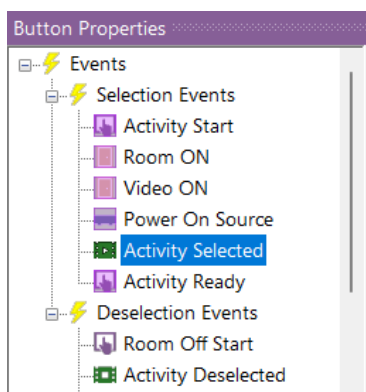 Button Properties
Events
Selection Events
Activity Start
Room ON
Video ON
Power On Source
Activity Selected
Activity Ready
Deselection Events
Room Off Start
Activity Deselected